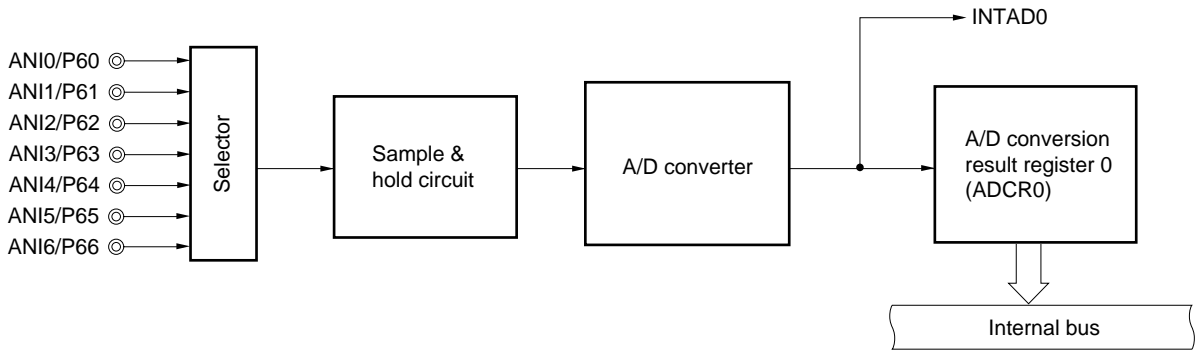 INTAD0
ANI0/P60
ANI1/P61
ANI2/P62
ANI3/P63
ANI4/P64
ANI5/P65
ANI6/P66
Selector
Sample &
hold circuit
A/D converter
A/D conversion
result register 0
(ADCR0)
Internal bus